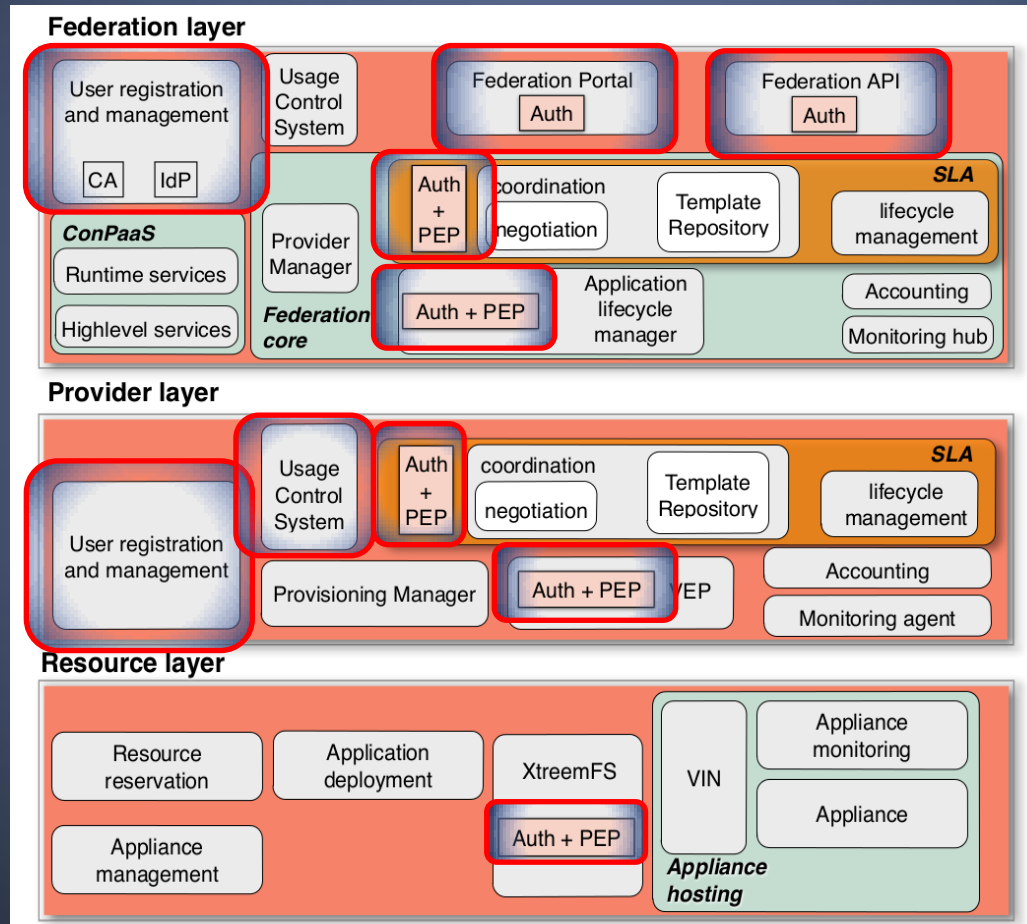 Federation layer
User registration
and management
CA
IdP
Usage
Control
System
Federation Portal
Auth
Federation API
Auth
ConPaaS
Runtime services
Highlevel services
Provider
Manager
Federation
core
Auth
+
PEP
coordination
negotiation
Template
Repository
SLA
lifecycle
management
Auth + PEP
Application
lifecycle
manager
Accounting
Monitoring hub
Provider layer
User registration
and management
Usage
Control
System
Auth
+
PEP
coordination
negotiation
Template
Repository
SLA
lifecycle
management
Provisioning Manager
Auth + PEP
VEP
Accounting
Monitoring agent
Resource layer
Resource
reservation
Application
deployment
XtreemFS
Auth + PEP
VIN
Appliance
monitoring
Appliance
Appliance
management
Appliance
hosting